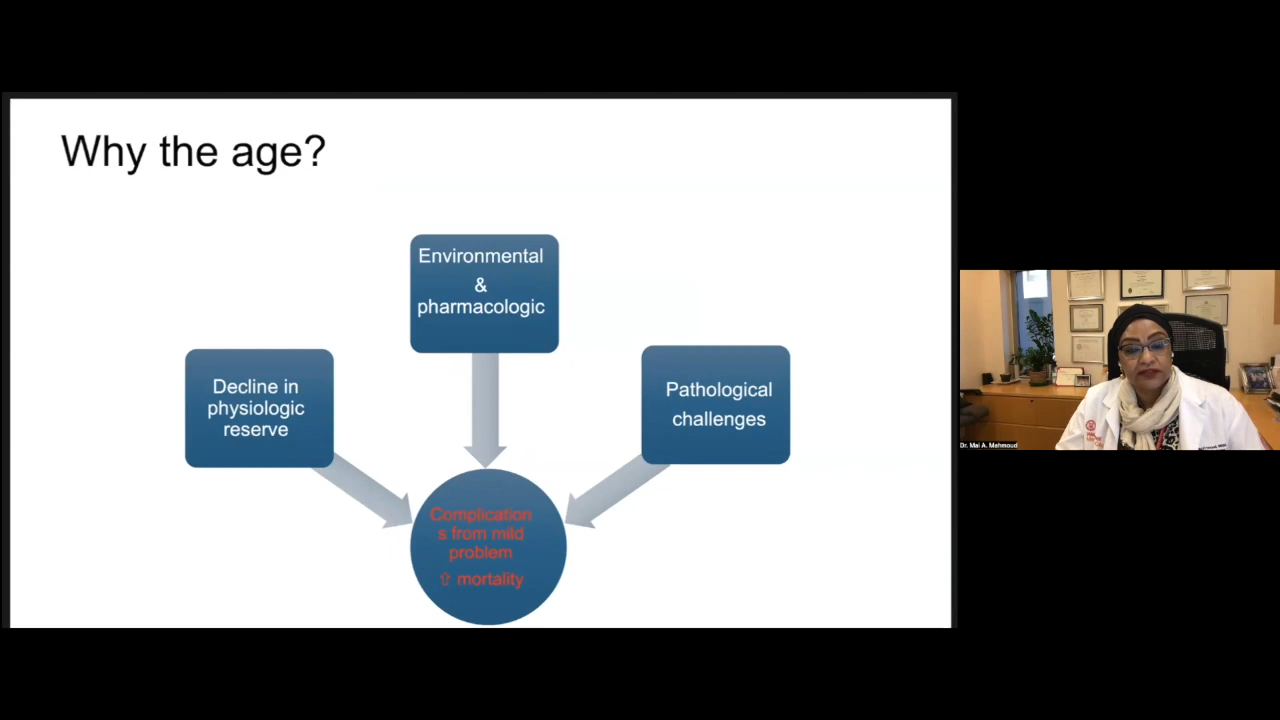 Why the age?
Environmental
&
pharmacologic
Decline in
physiologic
reserve
Pathological
challenges
Complication
s from mild
problem
⇧ mortality
Dr. Mai A. Mahmoud